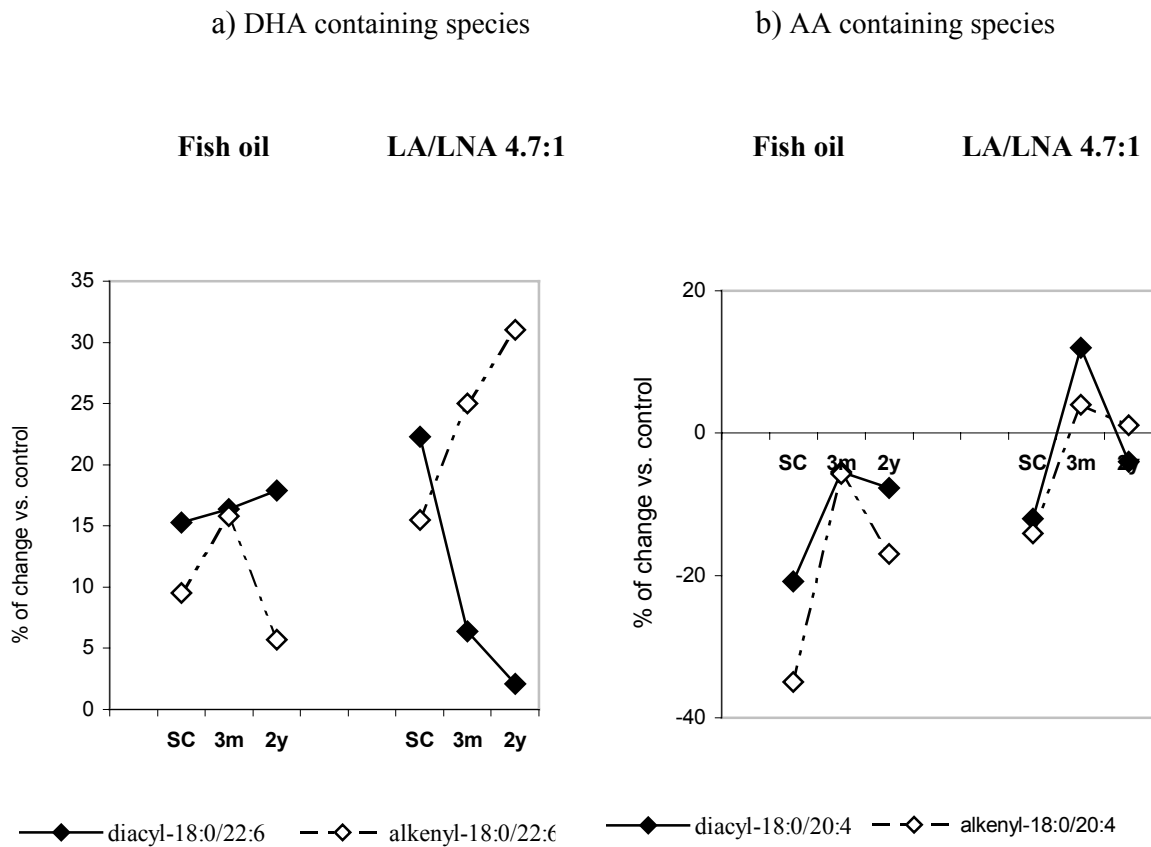 a) DHA containing species
b) AA containing species
Fish oil LA/LNA 4.7:1
Fish oil LA/LNA 4.7:1
% of change vs. control
35
30
25
20
15
10
5
0
SC 3m 2y SC 3m 2y
diacyl-18:0/22:6 alkenyl-18:0/22:6
% of change vs. control
20
0
-20
-40
SC 3m 2y SC 3m 2y
diacyl-18:0/20:4 alkenyl-18:0/20:4